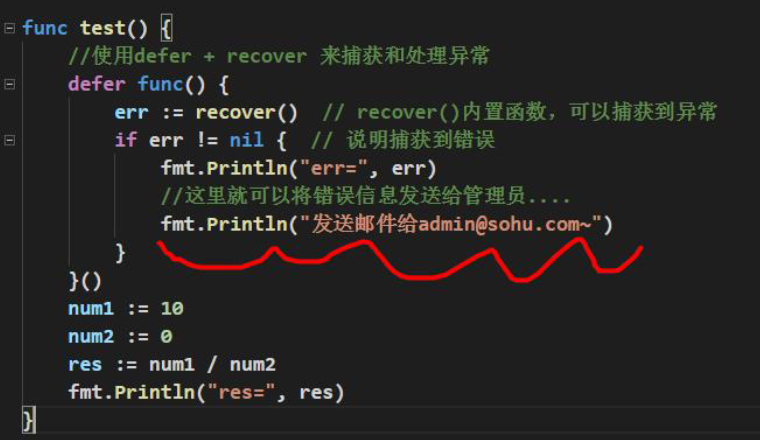 func test() {
//使用defer + recover 来捕获和处理异常
defer func() {
err := recover() // recover()内置函数，可以捕获到异常
if err != nil { // 说明捕获到错误
fmt.Println("err=", err)
//这里就可以将错误信息发送给管理员....
fmt.Println("发送邮件给admin@sohu.com~")
}
}()
num1 := 10
num2 := 0
res := num1 / num2
fmt.Println("res=", res)
}